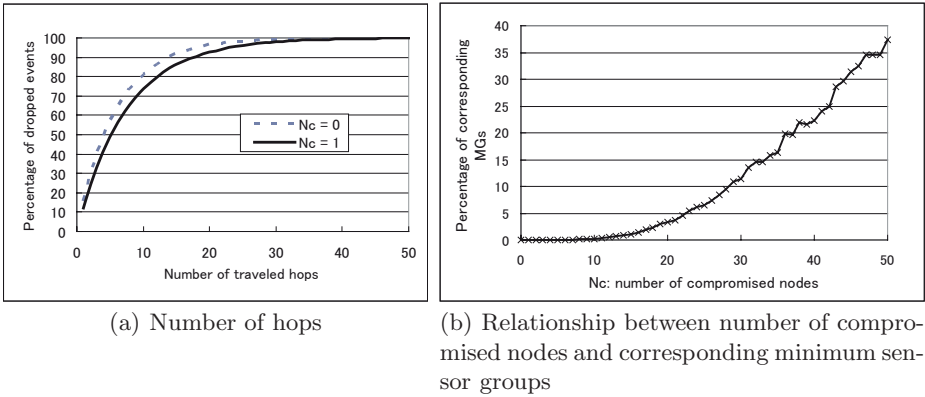 Percentage of dropped events
100
90
80
70
60
50
40
30
20
10
0
Nc = 0
Nc = 1
0 10 20 30 40 50
Number of traveled hops
(a) Number of hops
Percentage of corresponding
MGs
40
35
30
25
20
15
10
5
0
0 10 20 30 40 50
Nc: number of compromised nodes
(b) Relationship between number of compro-
mised nodes and corresponding minimum sen-
sor groups